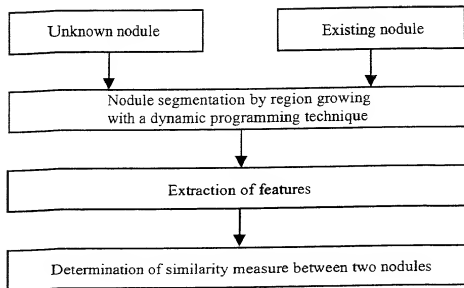 Unknown nodule
Existing nodule
Nodule segmentation by region growing
with a dynamic programming technique
Extraction of features
Determination of similarity measure between two nodules